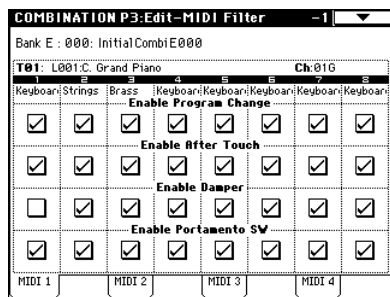 COMBINATION P3:Edit-MIDI Filter -1
Bank E : 000: InitialCombiE000
T01: L001:C. Grand Piano Ch:01G
1 2 3 4 5 6 7 8
Keyboar Strings Brass Keyboar Keyboar Keyboar Keyboar Keyboar
Enable Program Change
Enable After Touch
Enable Damper
Enable Portamento SW
MIDI 1 MIDI 2 MIDI 3 MIDI 4